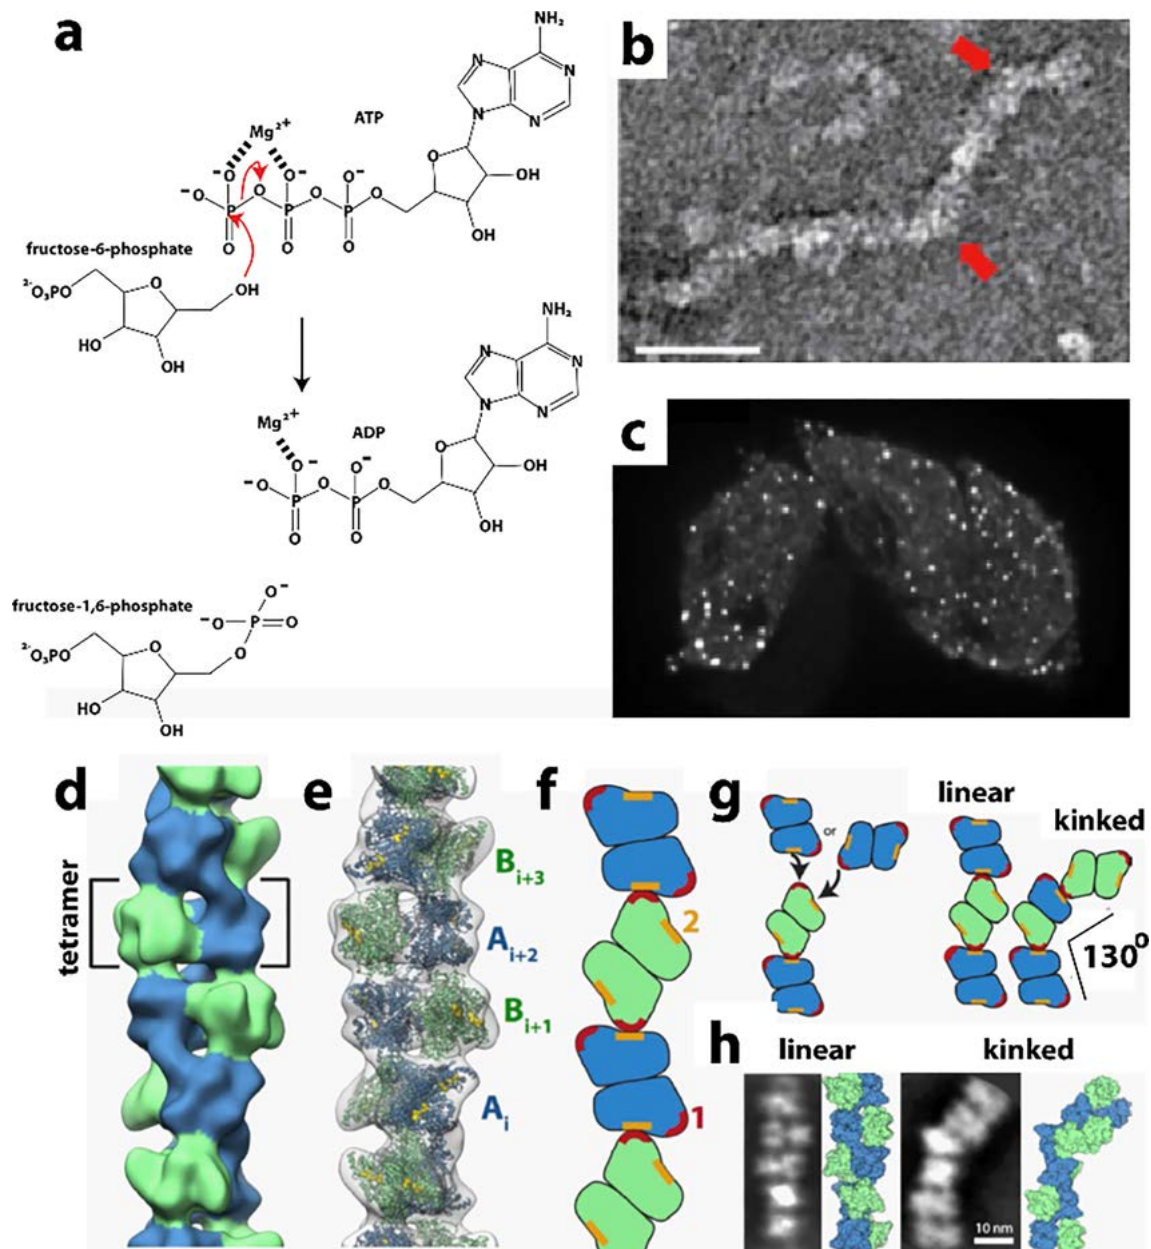 a
NH₂
N
N
N
N
ATP
Mg²⁺
O
OH
OH
⁻O
P
O
O⁻
P
O
O⁻
P
O
O⁻
O
O
O
fructose-6-phosphate
²⁻O₃PO
O
OH
HO
OH
NH₂
N
N
N
N
Mg²⁺
ADP
O
OH
OH
⁻O
P
O
O⁻
P
O
O⁻
O
O
fructose-1,6-phosphate
⁻O
P
O⁻
O
O
²⁻O₃PO
O
HO
OH
b
c
d
tetramer
e
B i+3
A i+2
B i+1
A i
f
2
1
g
or
linear
kinked
130°
h
linear
kinked
10 nm